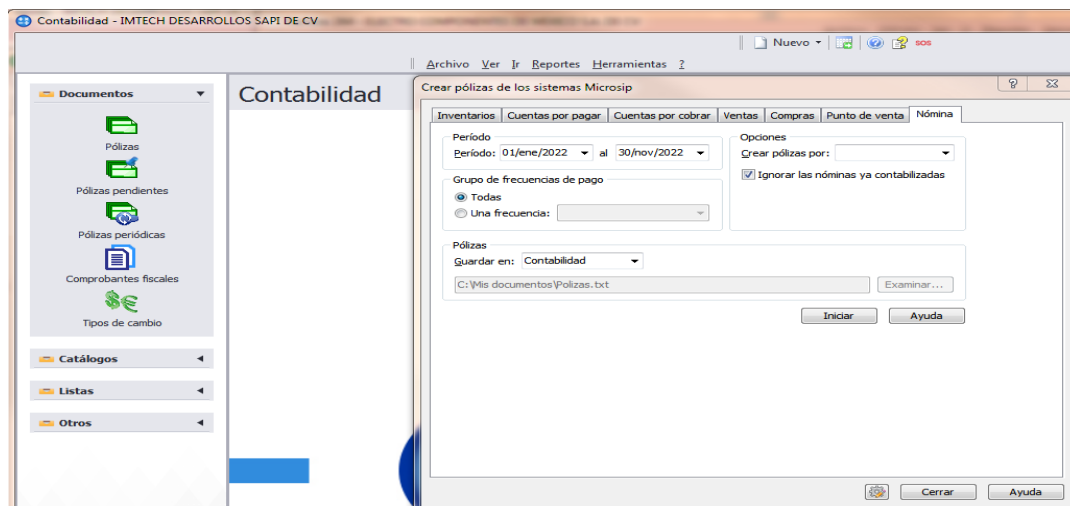 Contabilidad - IMTECH DESARROLLOS SAPI DE CV
Nuevo
SOS
Archivo Ver Ir Reportes Herramientas ?
Documentos
Pólizas
Pólizas pendientes
Pólizas periódicas
Comprobantes fiscales
Tipos de cambio
Catálogos
Listas
Otros
Contabilidad
Crear pólizas de los sistemas Microsip
Inventarios Cuentas por pagar Cuentas por cobrar Ventas Compras Punto de venta Nómina
Período
Período: 01/ene/2022 al 30/nov/2022
Grupo de frecuencias de pago
Todas
Una frecuencia:
Opciones
Crear pólizas por:
Ignorar las nóminas ya contabilizadas
Pólizas
Guardar en: Contabilidad
C:\Mis documentos\Polizas.txt
Examinar...
Iniciar Ayuda
Cerrar Ayuda